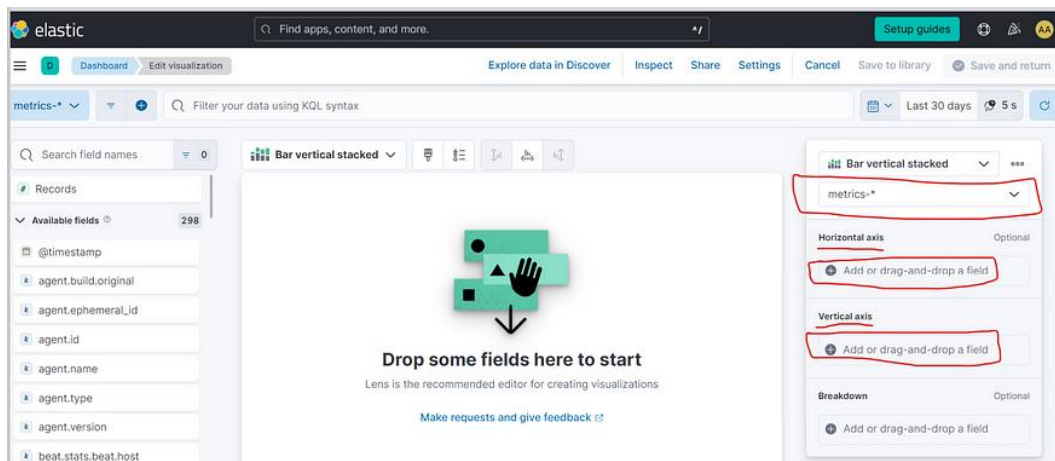 elastic
Find apps, content, and more.
^/
Setup guides
AA
D
Dashboard
Edit visualization
Explore data in Discover
Inspect
Share
Settings
Cancel
Save to library
Save and return
metrics-*
Filter your data using KQL syntax
Last 30 days
5 s
Search field names
0
Bar vertical stacked
Bar vertical stacked
Records
metrics-*
Available fields
298
@timestamp
Horizontal axis
Optional
agent.build.original
Add or drag-and-drop a field
agent.ephemeral_id
Vertical axis
agent.id
Add or drag-and-drop a field
agent.name
Drop some fields here to start
Lens is the recommended editor for creating visualizations
agent.type
Breakdown
Optional
Make requests and give feedback
agent.version
Add or drag-and-drop a field
beat.stats.beat.host